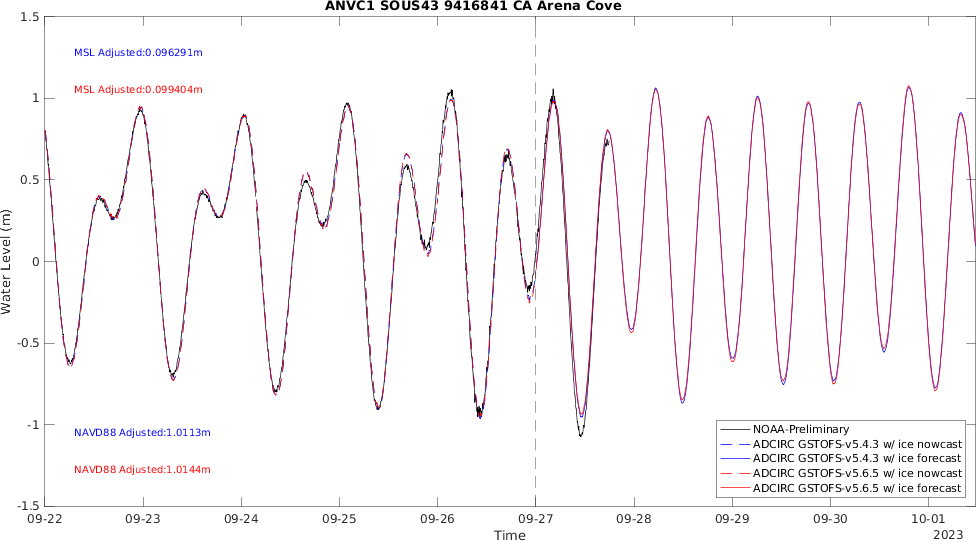 ANVC1 SOUS43 9416841 CA Arena Cove
1.5
1
0.5
0
-0.5
-1
-1.5
Water Level (m)
MSL Adjusted:0.096291m
MSL Adjusted:0.099404m
NAVD88 Adjusted:1.0113m
NAVD88 Adjusted:1.0144m
NOAA-Preliminary
ADCIRC GSTOFS-v5.4.3 w/ ice nowcast
ADCIRC GSTOFS-v5.4.3 w/ ice forecast
ADCIRC GSTOFS-v5.6.5 w/ ice nowcast
ADCIRC GSTOFS-v5.6.5 w/ ice forecast
09-22 09-23 09-24 09-25 09-26 09-27 09-28 09-29 09-30 10-01
Time
2023